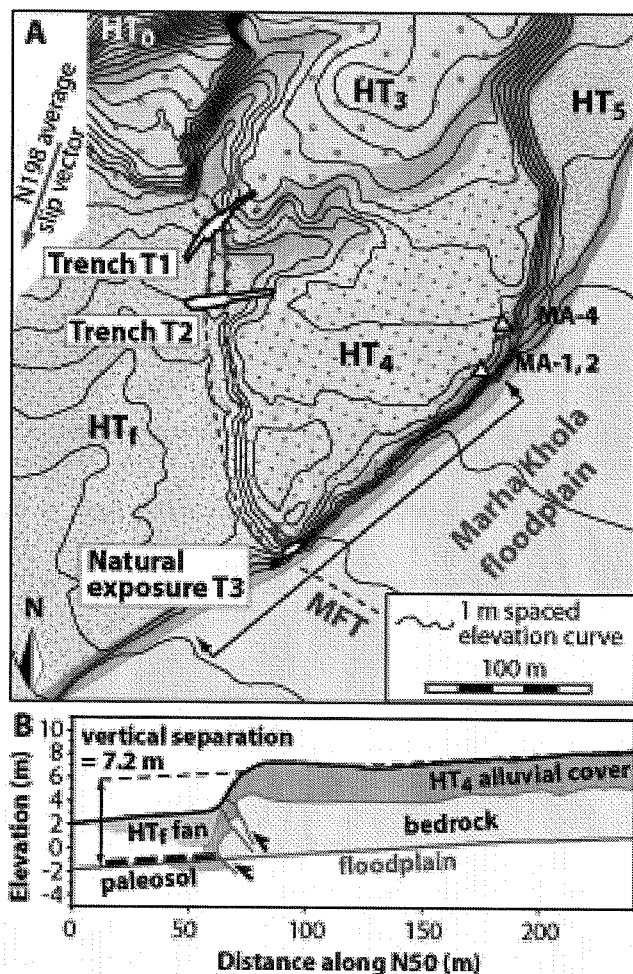 A
HT₀
HT₃
HT₅
N198 average
slip vector
Trench T1
Trench T2
MA-4
HT₄
MA-1, 2
HTf
Marha Khola
floodplain
Natural
exposure T3
MFT
N
1 m spaced
elevation curve
100 m
B
10
8
6
4
2
0
-2
-4
Elevation (m)
vertical separation
= 7.2 m
HT₄ alluvial cover
HTf fan
bedrock
floodplain
paleosol
0
50
100
150
200
Distance along N50 (m)